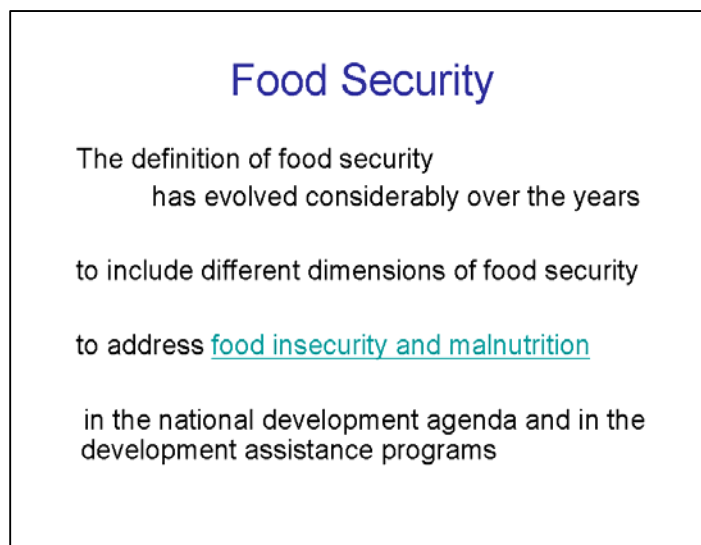 Food Security
The definition of food security
has evolved considerably over the years
to include different dimensions of food security
to address food insecurity and malnutrition
in the national development agenda and in the
development assistance programs